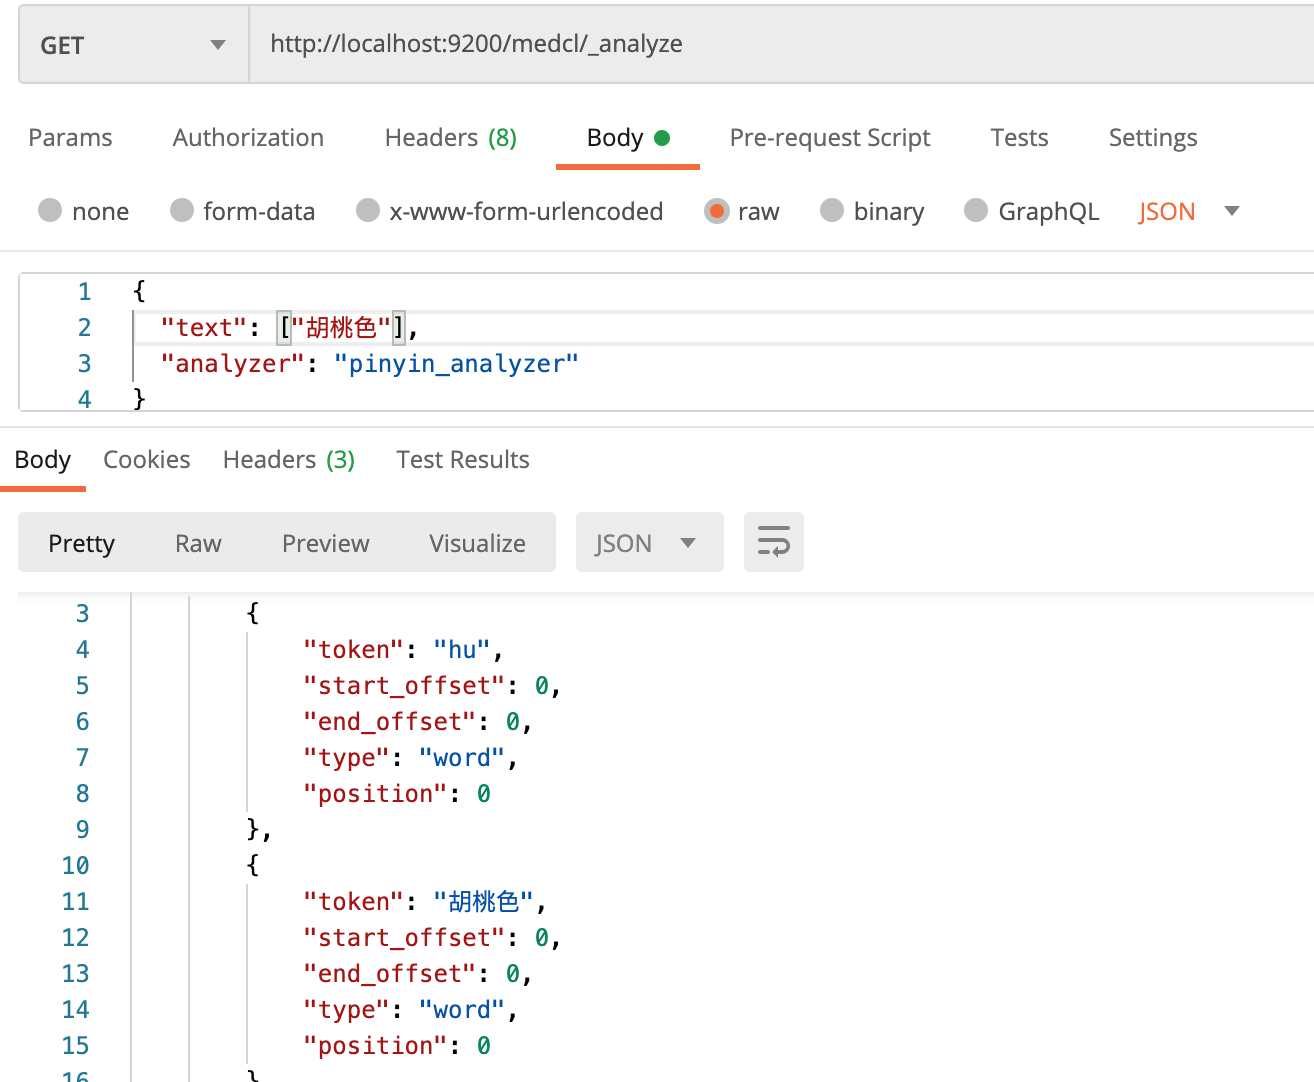 GET http://localhost:9200/medcl/_analyze
Params Authorization Headers (8) Body Pre-request Script Tests Settings
none form-data x-www-form-urlencoded raw binary GraphQL JSON
1 {
2 "text": ["胡桃色"],
3 "analyzer": "pinyin_analyzer"
4 }
Body Cookies Headers (3) Test Results
Pretty Raw Preview Visualize JSON
3 {
4 "token": "hu",
5 "start_offset": 0,
6 "end_offset": 0,
7 "type": "word",
8 "position": 0
9 },
10 {
11 "token": "胡桃色",
12 "start_offset": 0,
13 "end_offset": 0,
14 "type": "word",
15 "position": 0
16 }